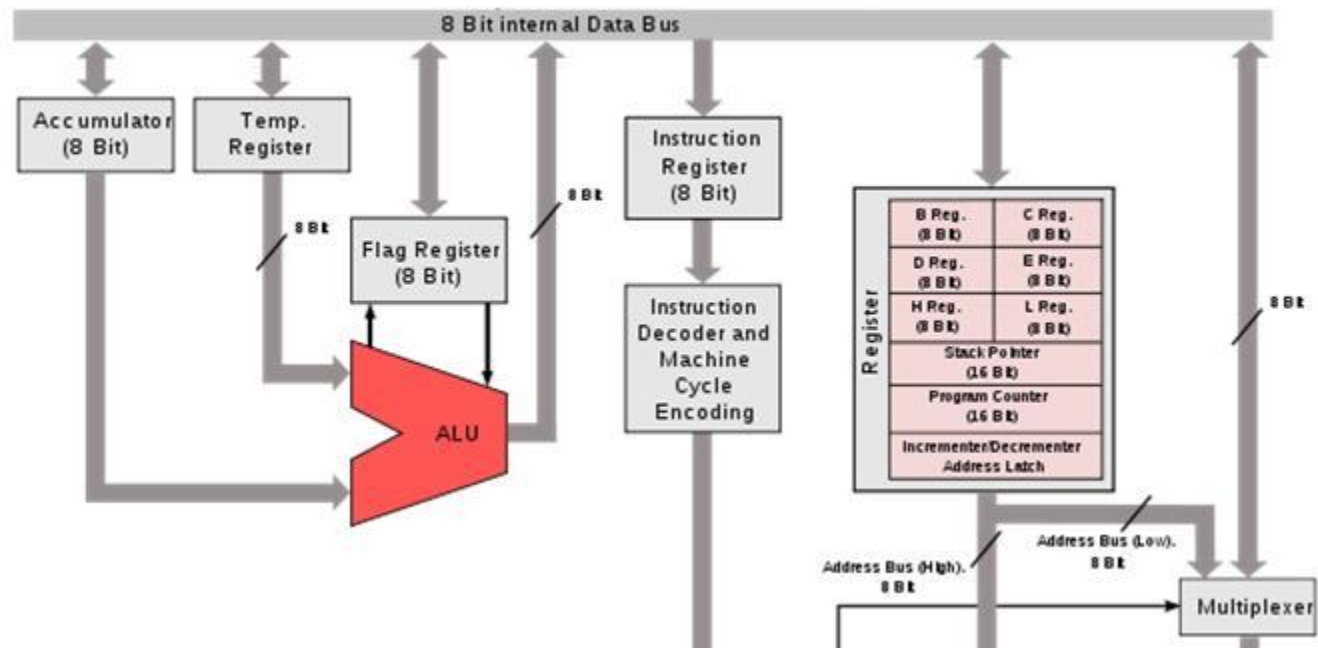 8 Bit internal Data Bus
Accumulator
(8 Bit)
Temp.
Register
8 Bit
Flag Register
(8 Bit)
8 Bit
ALU
Instruction
Register
(8 Bit)
Instruction
Decoder and
Machine
Cycle
Encoding
Register
B Reg.
(8 Bit)
C Reg.
(8 Bit)
D Reg.
(8 Bit)
E Reg.
(8 Bit)
H Reg.
(8 Bit)
L Reg.
(8 Bit)
Stack Pointer
(16 Bit)
Program Counter
(16 Bit)
Incrementer/Decrementer
Address Latch
8 Bit
Address Bus (High).
8 Bit
Address Bus (Low).
8 Bit
Multiplexer